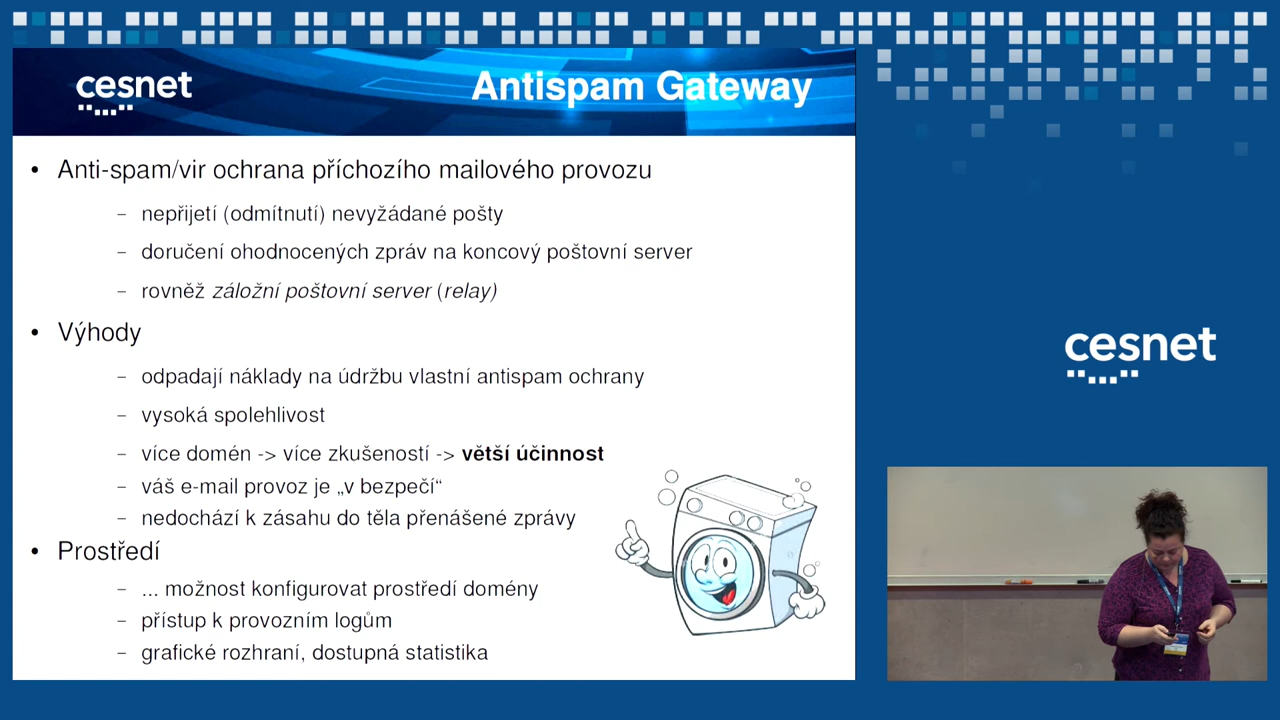 cesnet
Antispam Gateway
• Anti-spam/vir ochrana příchozího mailového provozu
– nepřijetí (odmítnutí) nevyžádané pošty
– doručení ohodnocených zpráv na koncový poštovní server
– rovněž záložní poštovní server (relay)
• Výhody
– odpadají náklady na údržbu vlastní antispam ochrany
– vysoká spolehlivost
– více domén -> více zkušeností -> větší účinnost
– váš e-mail provoz je „v bezpečí“
– nedochází k zásahu do těla přenášené zprávy
• Prostředí
– ... možnost konfigurovat prostředí domény
– přístup k provozním logům
– grafické rozhraní, dostupná statistika
cesnet